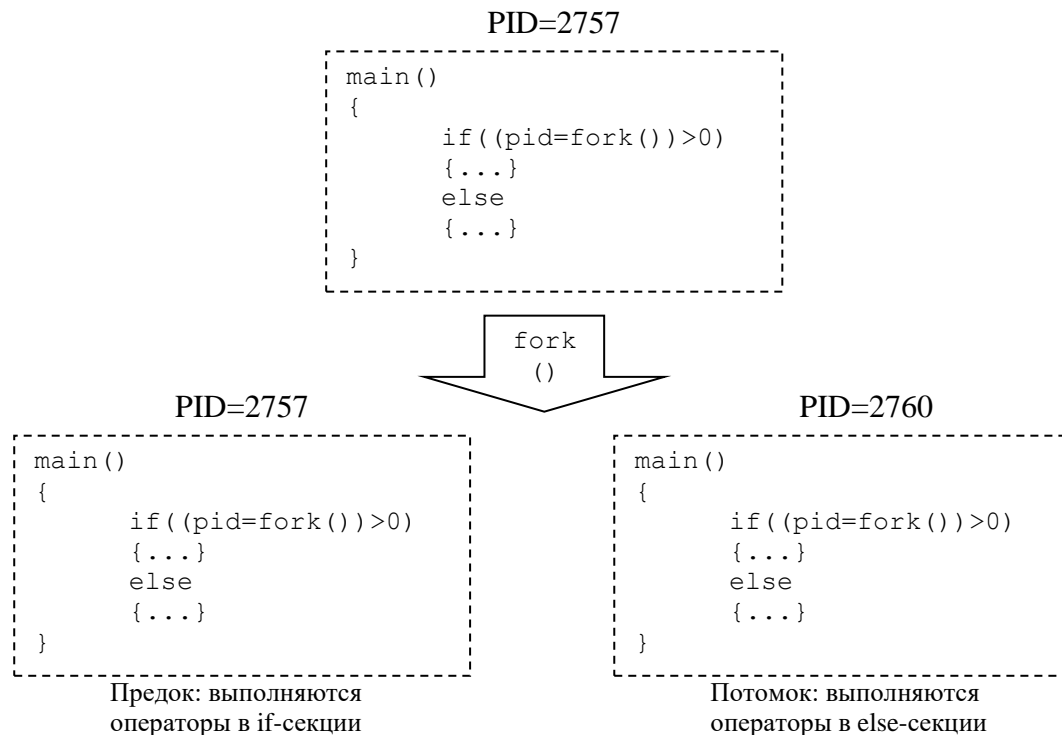 PID=2757
main()
{
if((pid=fork())>0)
{...}
else
{...}
}
fork
()
PID=2757
main()
{
if((pid=fork())>0)
{...}
else
{...}
}
Предок: выполняются
операторы в if-секции
PID=2760
main()
{
if((pid=fork())>0)
{...}
else
{...}
}
Потомок: выполняются
операторы в else-секции